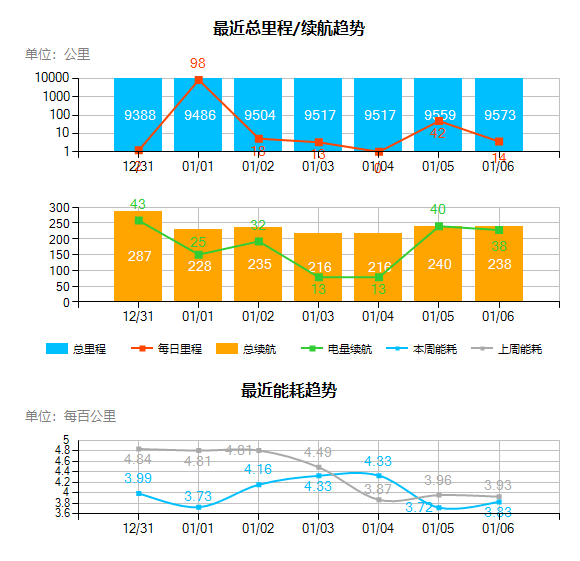 最近总里程/续航趋势
单位：公里
98
10000
1000
100
10
1
9388 9486 9504 9517 9517 9559 9573
2 18 13 0 42 14
12/31 01/01 01/02 01/03 01/04 01/05 01/06
300
250
200
150
100
50
0
43 25 32 13 13 40 38
287 228 235 216 216 240 238
12/31 01/01 01/02 01/03 01/04 01/05 01/06
总里程 每日里程 总续航 电量续航 本周能耗 上周能耗
最近能耗趋势
单位：每百公里
5
4.8
4.6
4.4
4.2
4
3.8
3.6
4.84 4.81 4.81 4.49 3.87 3.96 3.93
3.99 3.73 4.16 4.33 4.33 3.72 3.83
12/31 01/01 01/02 01/03 01/04 01/05 01/06